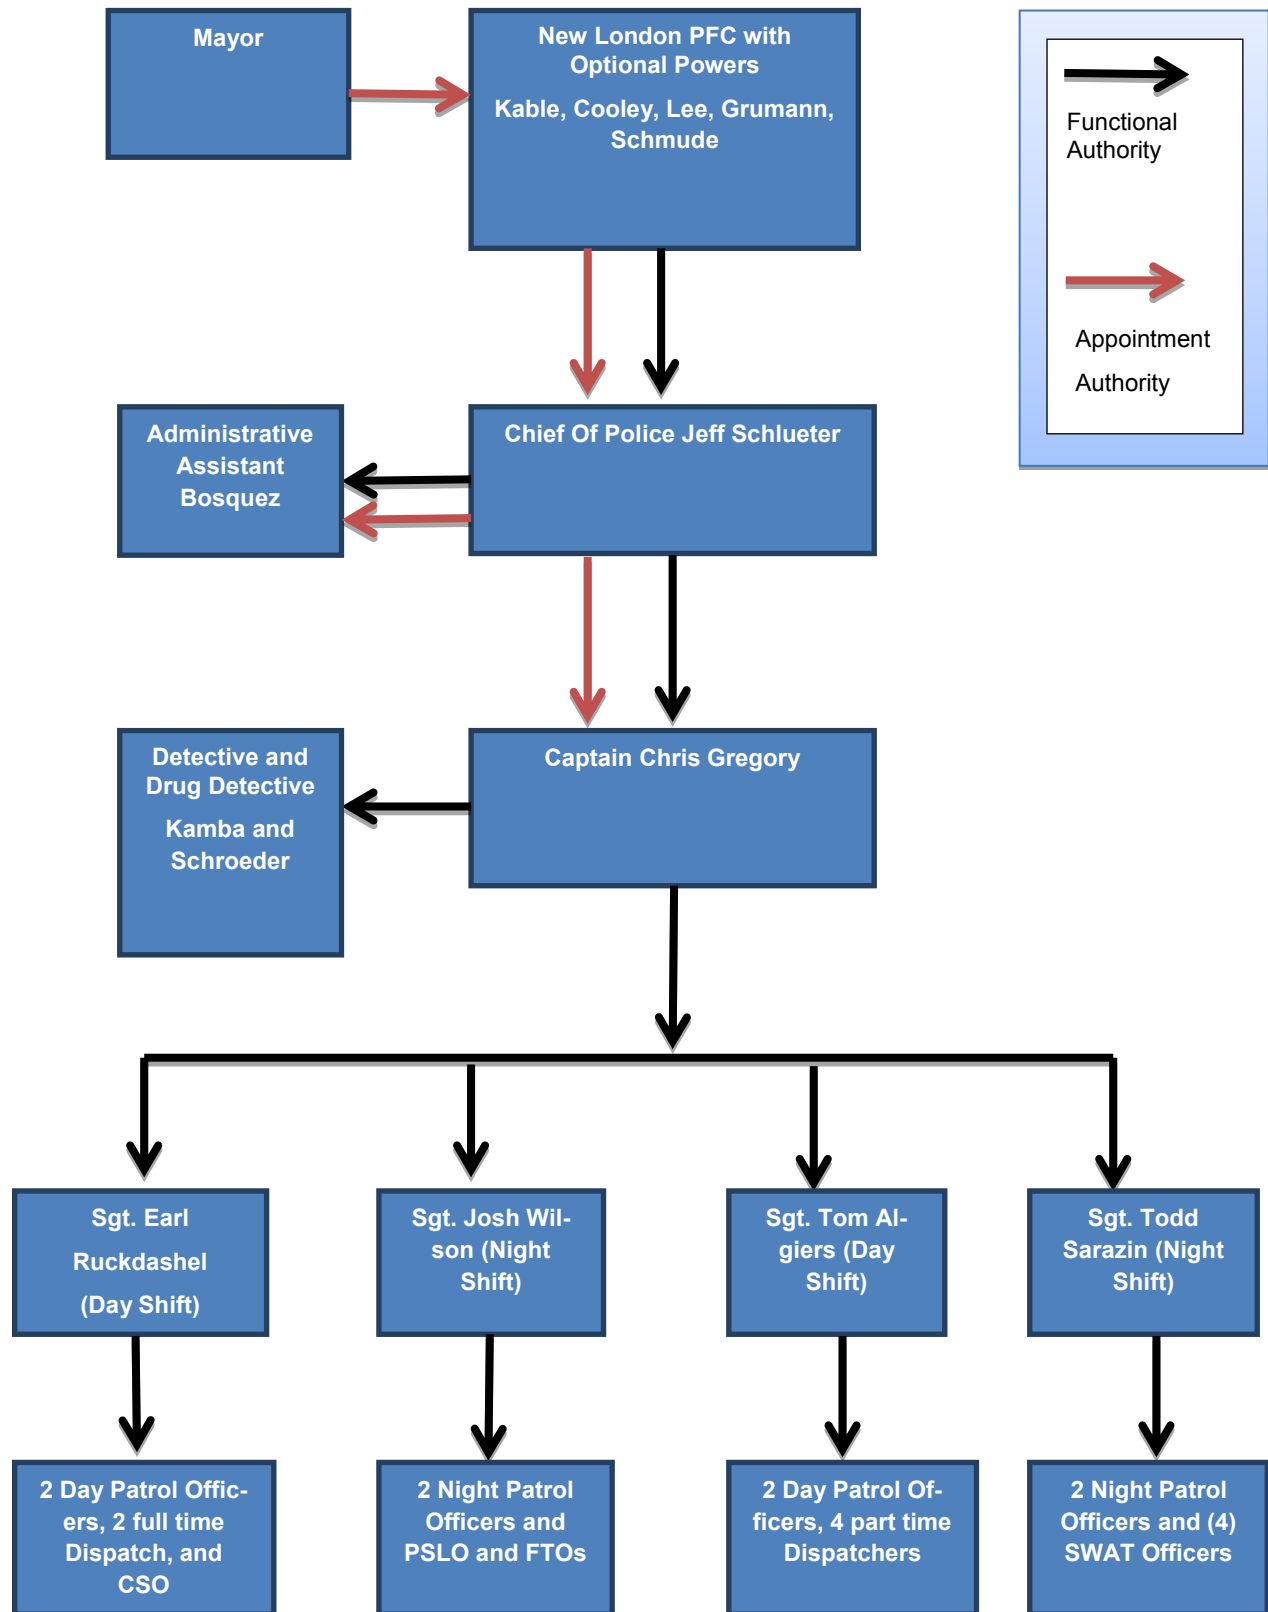 Mayor
New London PFC with
Optional Powers
Kable, Cooley, Lee, Grumann,
Schmude
Functional
Authority
Appointment
Authority
Administrative
Assistant
Bosquez
Chief Of Police Jeff Schlueter
Detective and
Drug Detective
Kamba and
Schroeder
Captain Chris Gregory
Sgt. Earl
Ruckdashel
(Day Shift)
Sgt. Josh Wil-
son (Night
Shift)
Sgt. Tom Al-
giers (Day
Shift)
Sgt. Todd
Sarazin (Night
Shift)
2 Day Patrol Offic-
ers, 2 full time
Dispatch, and
CSO
2 Night Patrol
Officers and
PSLO and FTOs
2 Day Patrol Of-
ficers, 4 part time
Dispatchers
2 Night Patrol
Officers and (4)
SWAT Officers